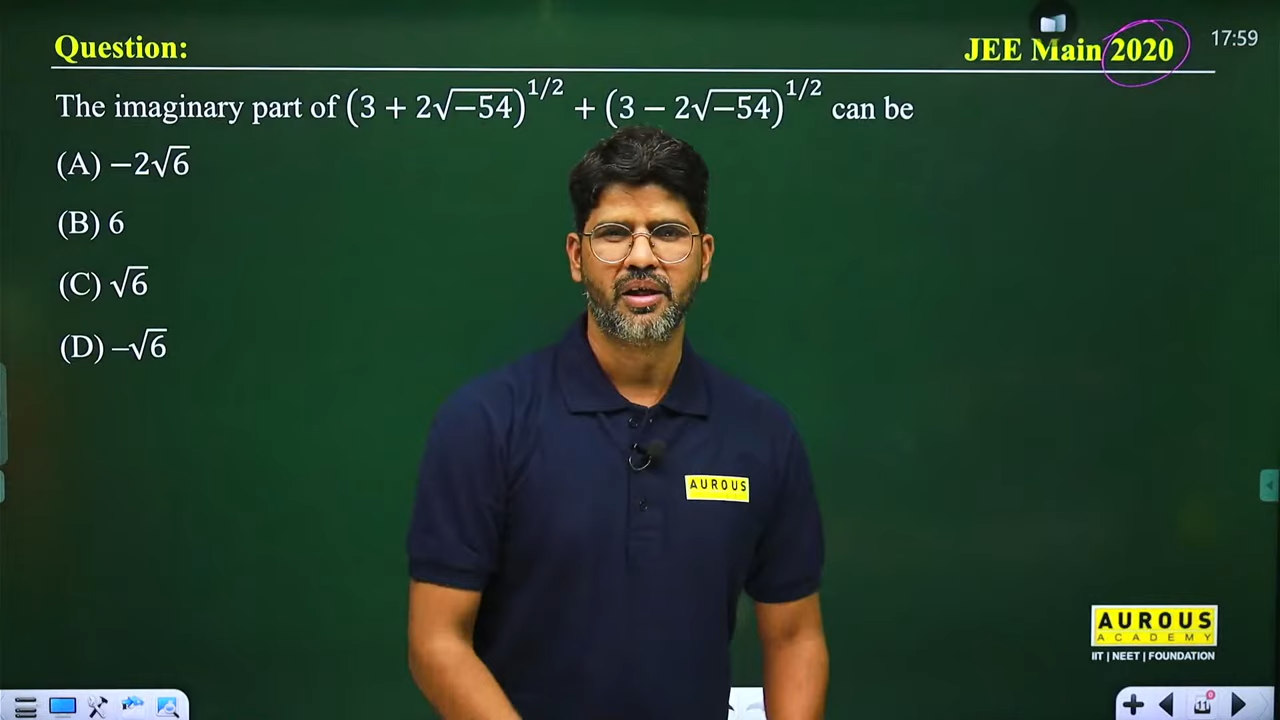 Question:
JEE Main 2020
17:59
The imaginary part of (3 + 2√−54)^1/2 + (3 − 2√−54)^1/2 can be
(A) −2√6
(B) 6
(C) √6
(D) −√6
AUROUS
AUROUS
ACADEMY
IIT | NEET | FOUNDATION
11